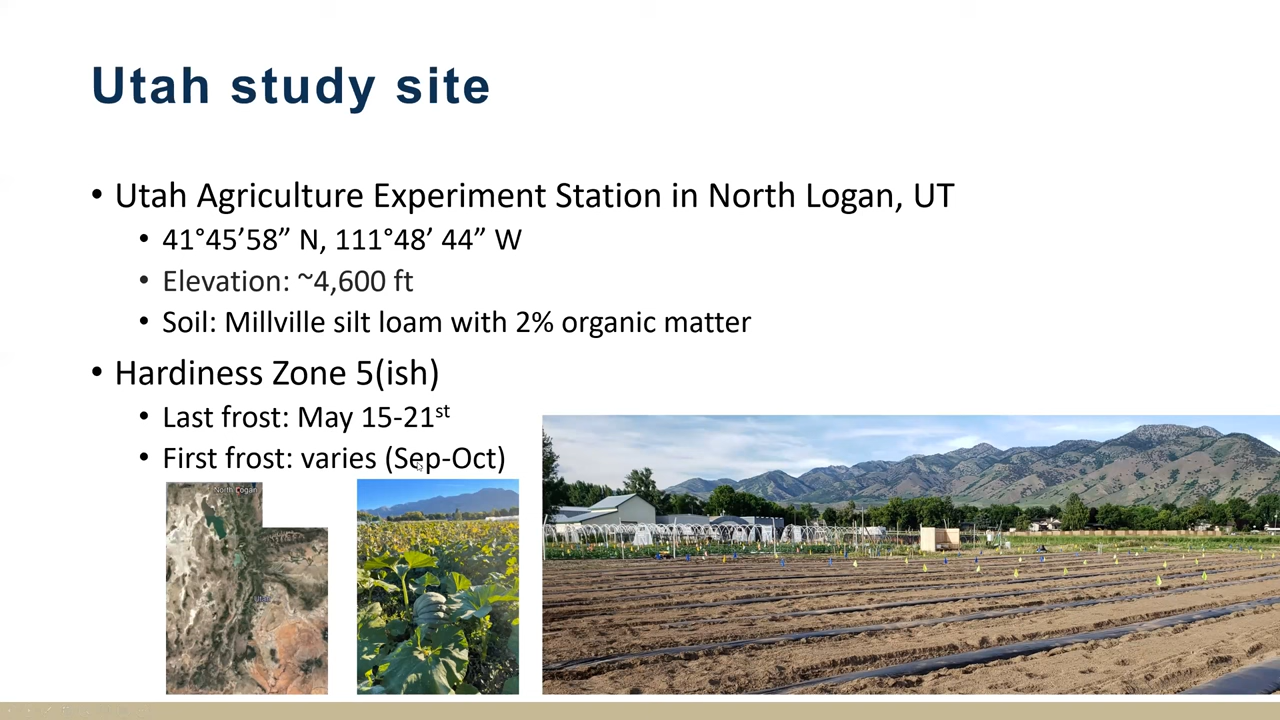 Utah study site
• Utah Agriculture Experiment Station in North Logan, UT
• 41°45’58” N, 111°48’ 44” W
• Elevation: ~4,600 ft
• Soil: Millville silt loam with 2% organic matter
• Hardiness Zone 5(ish)
• Last frost: May 15-21st
• First frost: varies (Sep-Oct)
North Logan
Utah